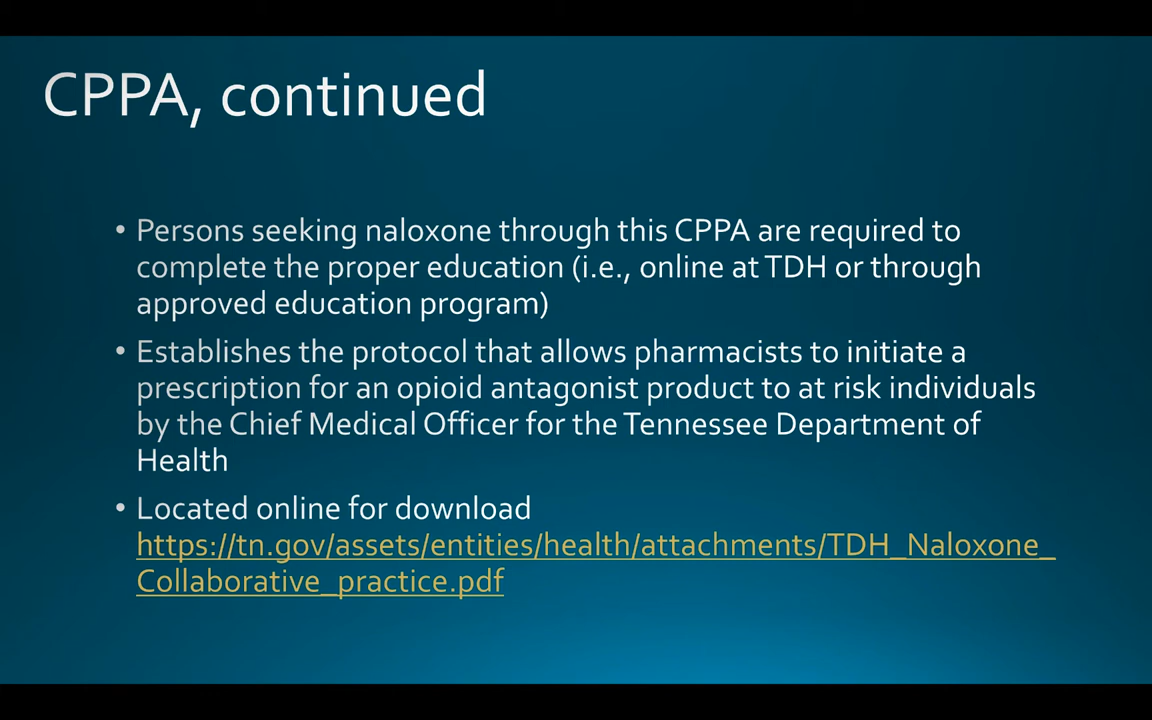 CPPA, continued
• Persons seeking naloxone through this CPPA are required to
complete the proper education (i.e., online at TDH or through
approved education program)
• Establishes the protocol that allows pharmacists to initiate a
prescription for an opioid antagonist product to at risk individuals
by the Chief Medical Officer for the Tennessee Department of
Health
• Located online for download
https://tn.gov/assets/entities/health/attachments/TDH_Naloxone_
Collaborative_practice.pdf